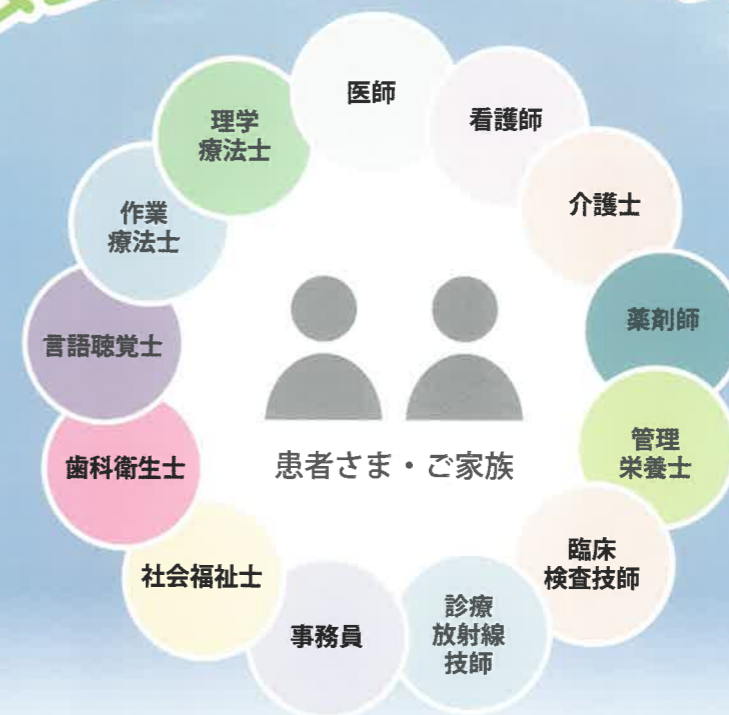 医師
看護師
介護士
薬剤師
管理
栄養士
臨床
検査技師
診療
放射線
技師
事務員
社会福祉士
歯科衛生士
言語聴覚士
作業
療法士
理学
療法士
患者さま・ご家族